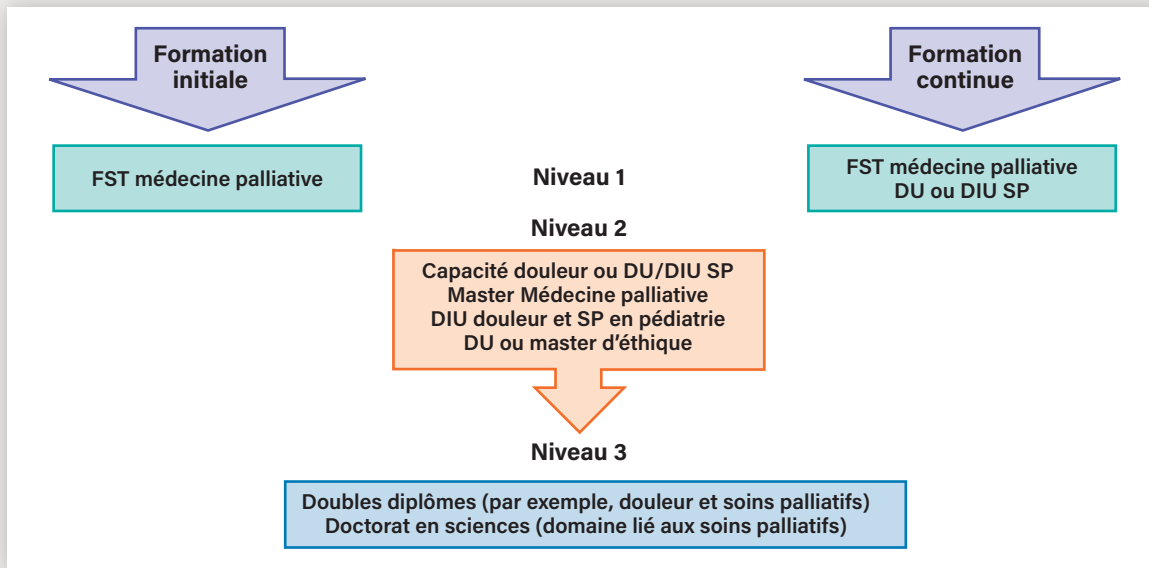 Formation
initiale
Formation
continue
FST médecine palliative
Niveau 1
FST médecine palliative
DU ou DIU SP
Niveau 2
Capacité douleur ou DU/DIU SP
Master Médecine palliative
DIU douleur et SP en pédiatrie
DU ou master d’éthique
Niveau 3
Doubles diplômes (par exemple, douleur et soins palliatifs)
Doctorat en sciences (domaine lié aux soins palliatifs)